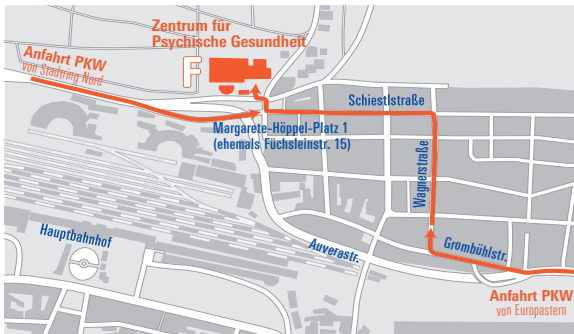 Zentrum für
Psychische Gesundheit
Anfahrt PKW
von Stadtring Nord
F
Schiestlstraße
Margarete-Höppel-Platz 1
(ehemals Füchsleinstr. 15)
Wagnerstraße
Hauptbahnhof
Auverastr.
Grombühlstr.
Anfahrt PKW
von Europastern